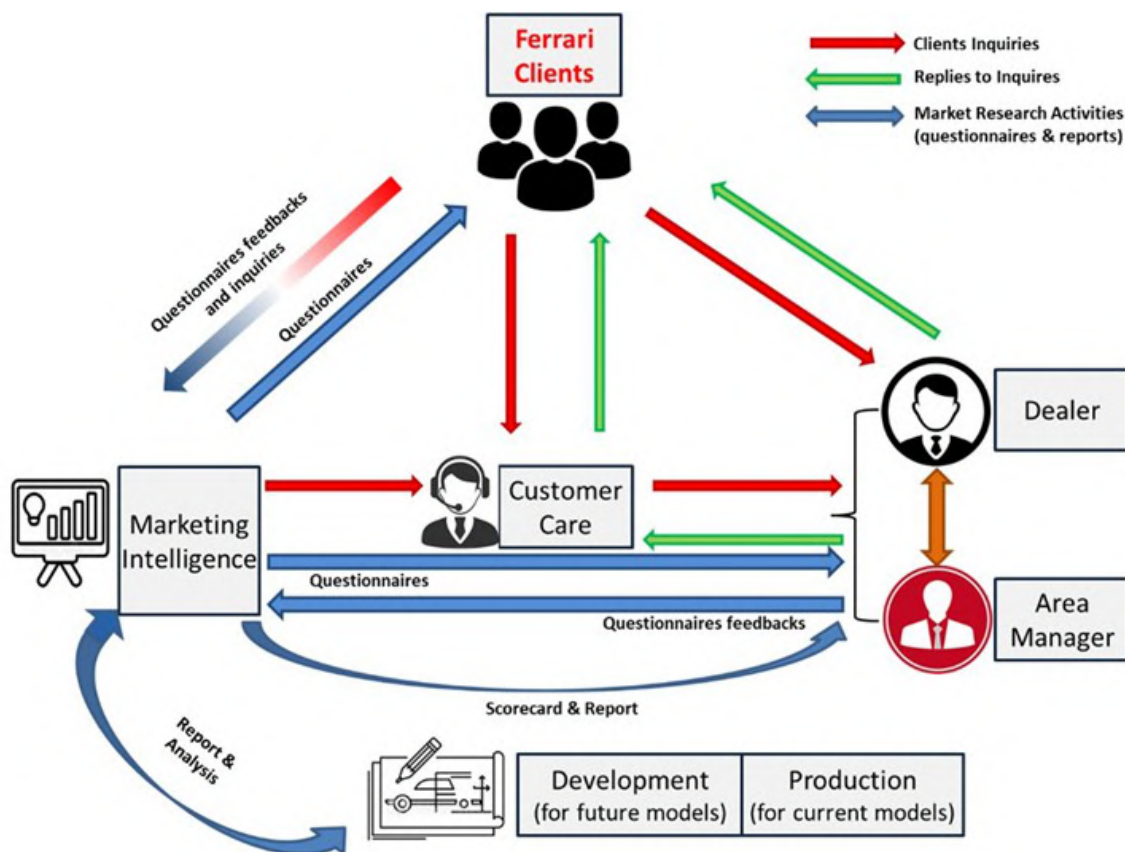 Ferrari
Clients
Clients Inquiries
Replies to Inquires
Market Research Activities
(questionnaires & reports)
Questionnaires feedbacks
and inquiries
Questionnaires
Dealer
Marketing
Intelligence
Customer
Care
Questionnaires
Questionnaires feedbacks
Area
Manager
Scorecard & Report
Report &
Analysis
Development
(for future models)
Production
(for current models)